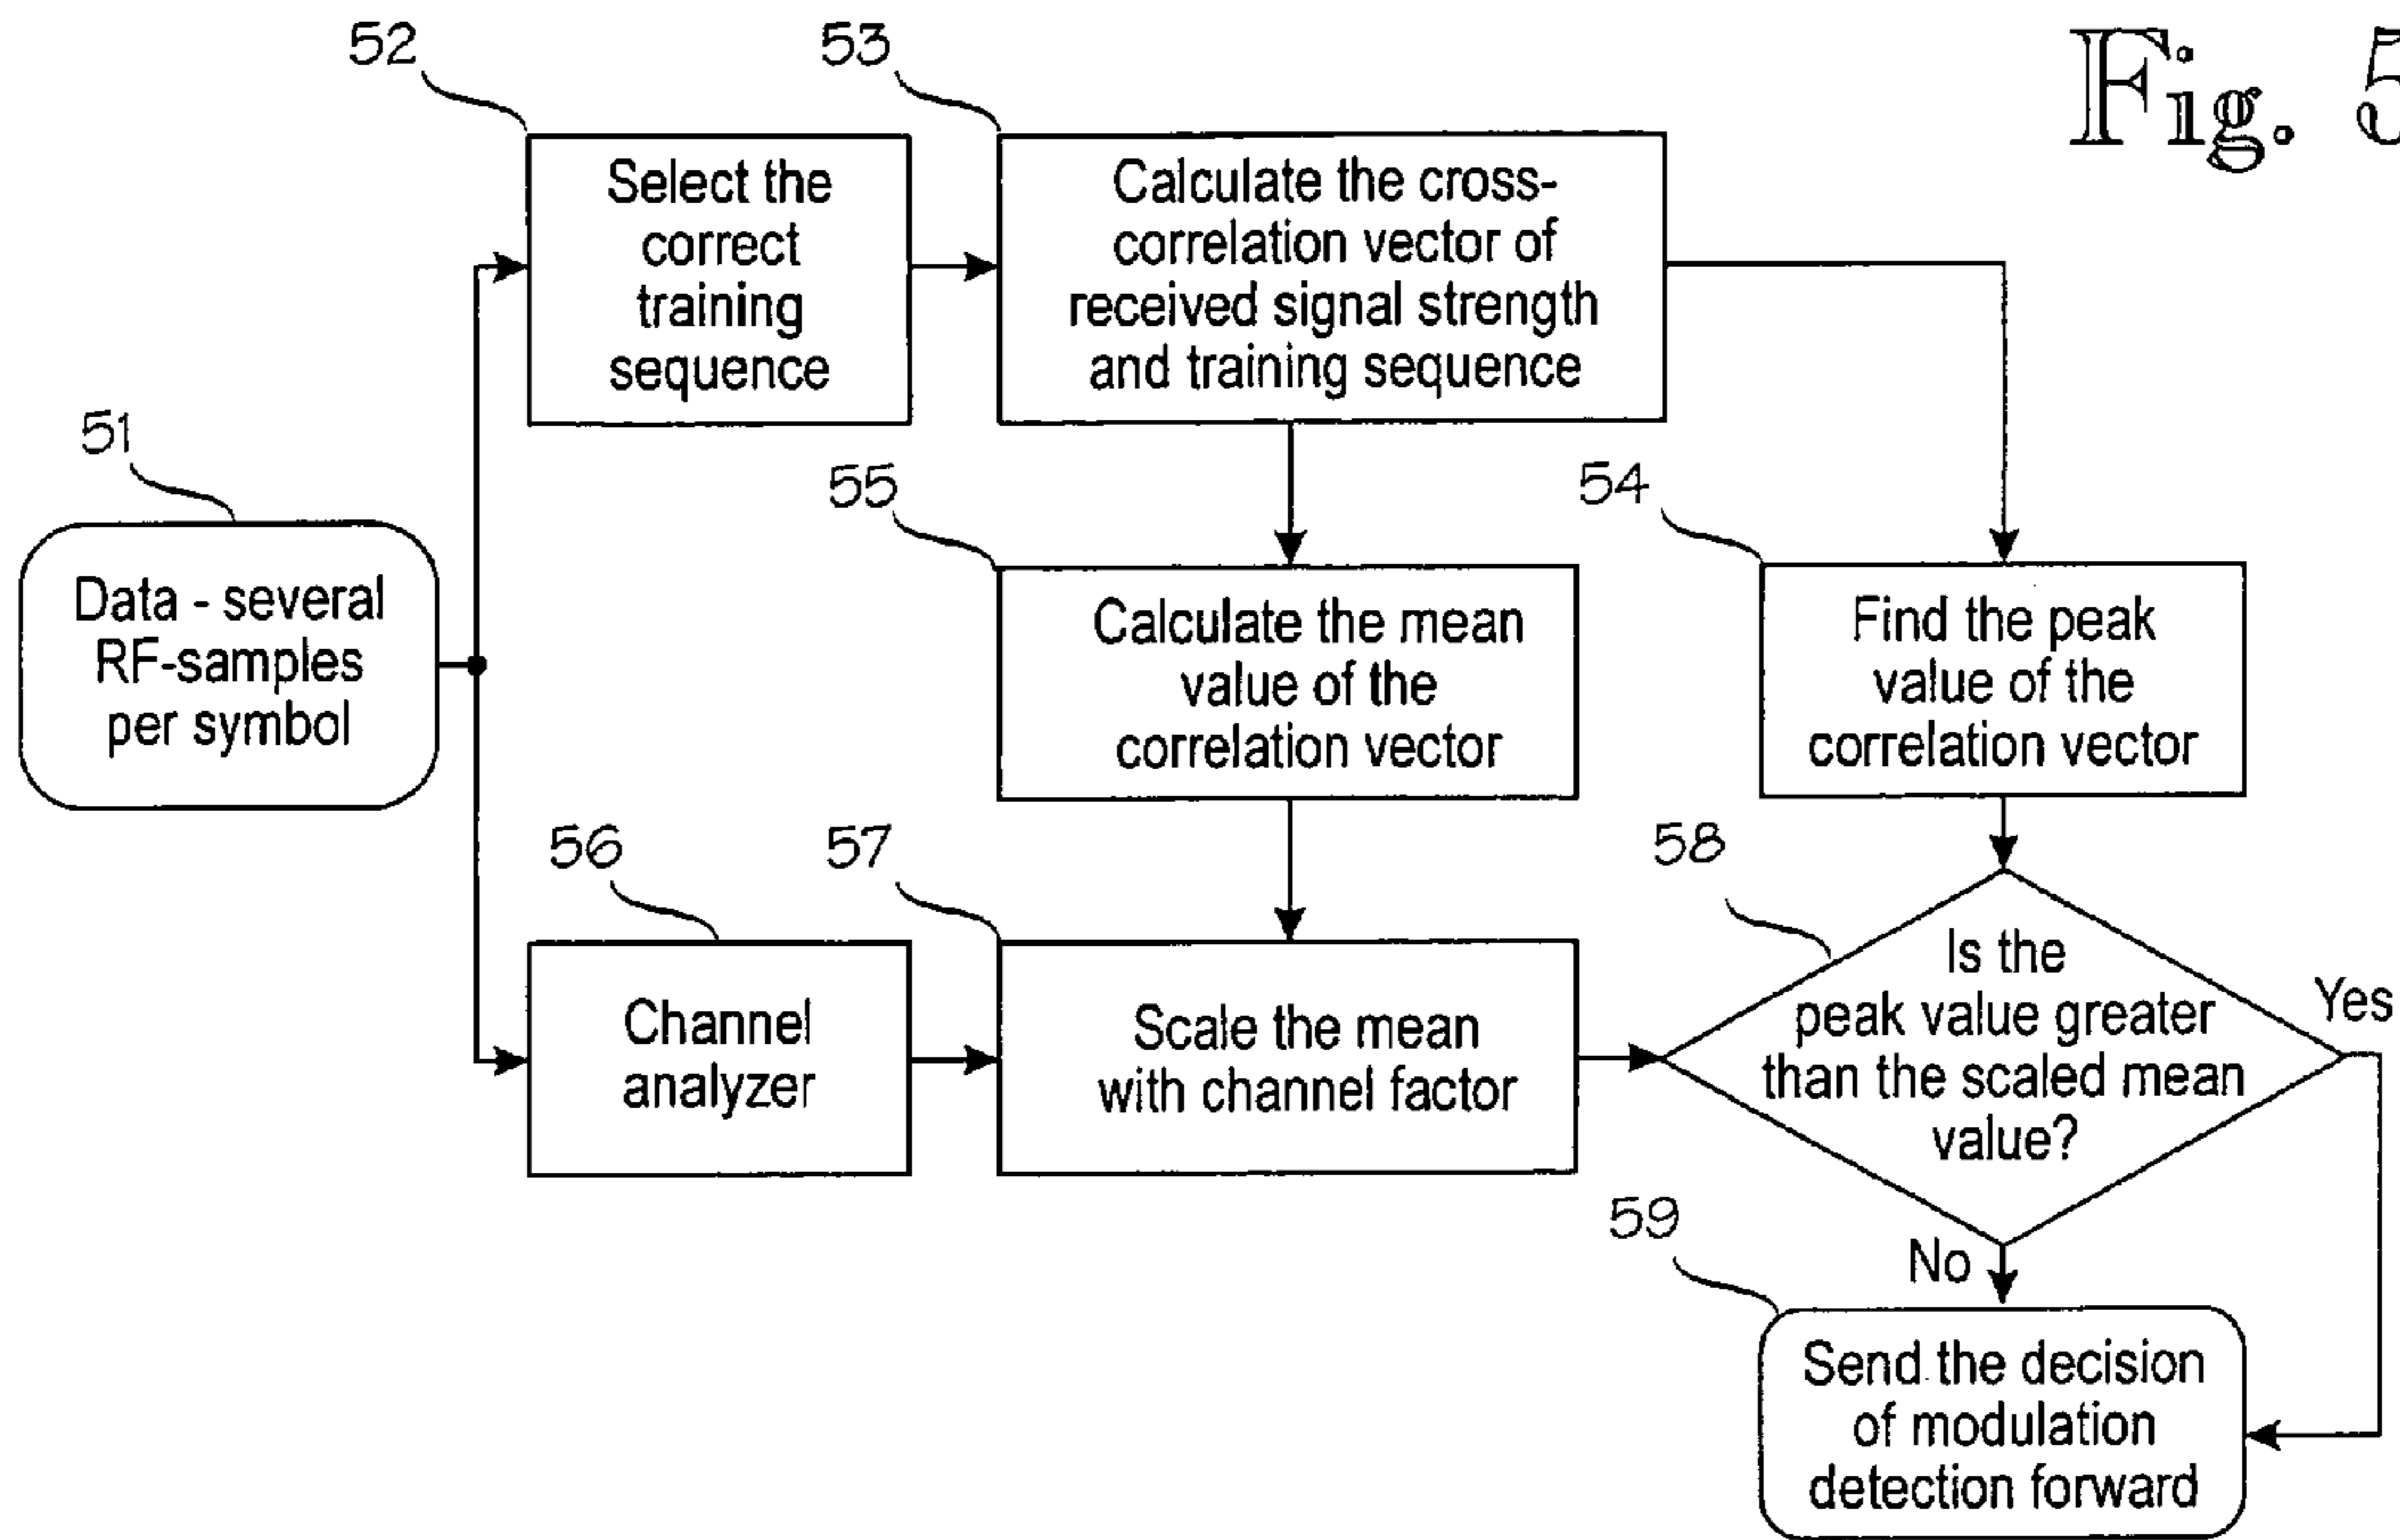 Fig. 5
52
53
Select the
correct
training
sequence
Calculate the cross-
correlation vector of
received signal strength
and training sequence
51
55
54
Data - several
RF-samples
per symbol
Calculate the mean
value of the
correlation vector
Find the peak
value of the
correlation vector
56
57
58
Channel
analyzer
Scale the mean
with channel factor
Is the
peak value greater
than the scaled mean
value?
Yes
No
59
Send the decision
of modulation
detection forward